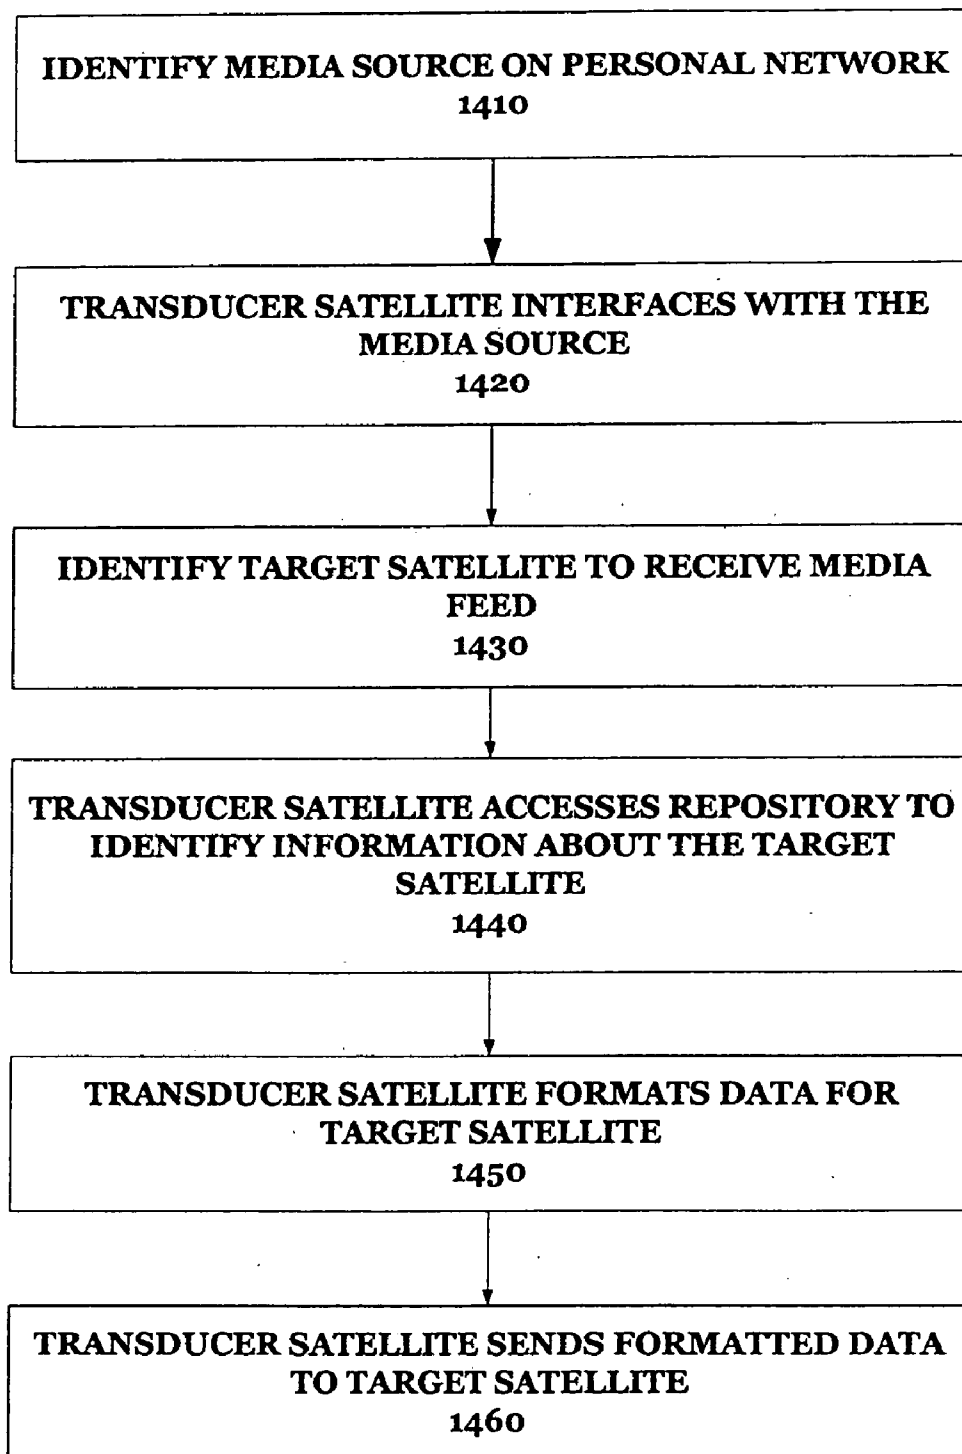 IDENTIFY MEDIA SOURCE ON PERSONAL NETWORK
1410
TRANSDUCER SATELLITE INTERFACES WITH THE
MEDIA SOURCE
1420
IDENTIFY TARGET SATELLITE TO RECEIVE MEDIA
FEED
1430
TRANSDUCER SATELLITE ACCESSES REPOSITORY TO
IDENTIFY INFORMATION ABOUT THE TARGET
SATELLITE
1440
TRANSDUCER SATELLITE FORMATS DATA FOR
TARGET SATELLITE
1450
TRANSDUCER SATELLITE SENDS FORMATTED DATA
TO TARGET SATELLITE
1460